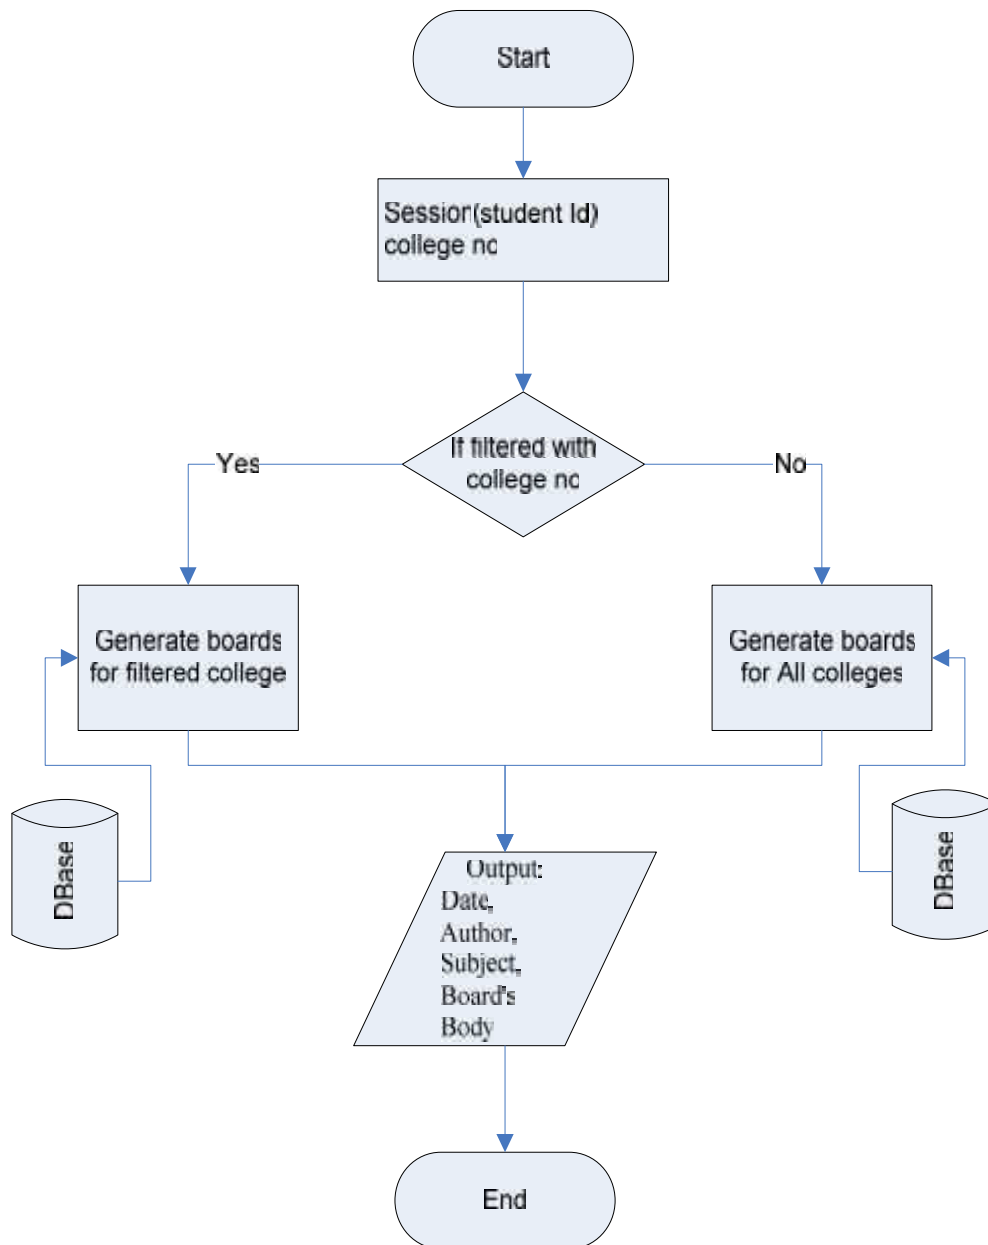 Start
Session(student Id)
college no
If filtered with
college no
Yes
No
Generate boards
for filtered college
Generate boards
for All colleges
DBase
DBase
Output:
Date,
Author,
Subject,
Board's
Body
End